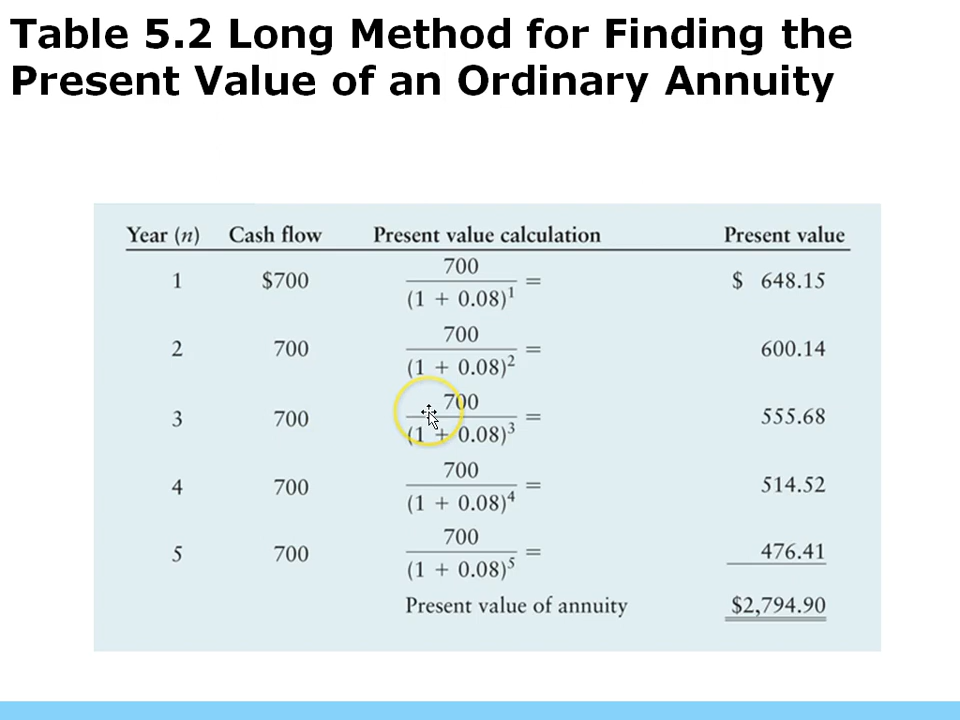 Table 5.2 Long Method for Finding the
Present Value of an Ordinary Annuity
Year (n) Cash flow Present value calculation Present value
1 $700 700 / (1 + 0.08)¹ = $ 648.15
2 700 700 / (1 + 0.08)² = 600.14
3 700 700 / (1 + 0.08)³ = 555.68
4 700 700 / (1 + 0.08)⁴ = 514.52
5 700 700 / (1 + 0.08)⁵ = 476.41
Present value of annuity $2,794.90